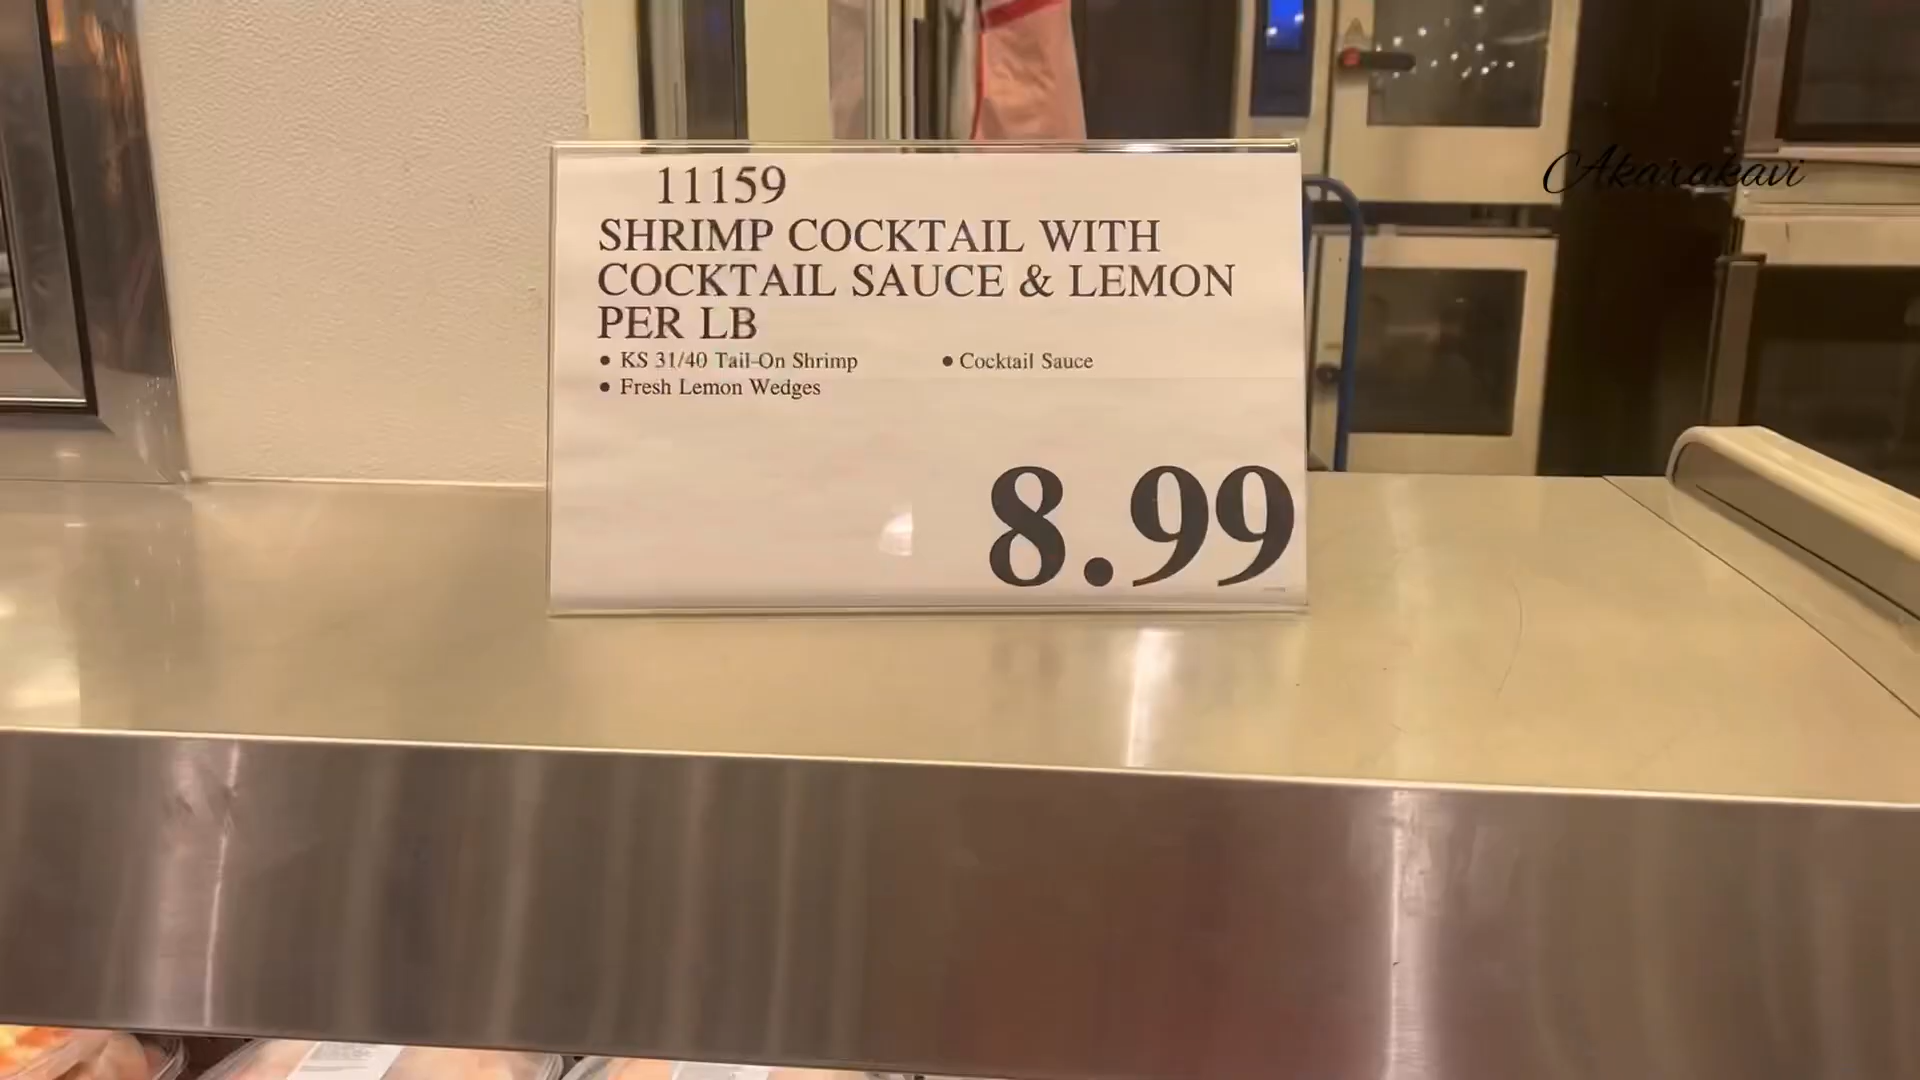 11159
SHRIMP COCKTAIL WITH
COCKTAIL SAUCE & LEMON
PER LB
• KS 31/40 Tail-On Shrimp
• Cocktail Sauce
• Fresh Lemon Wedges
8.99
Akarakavi